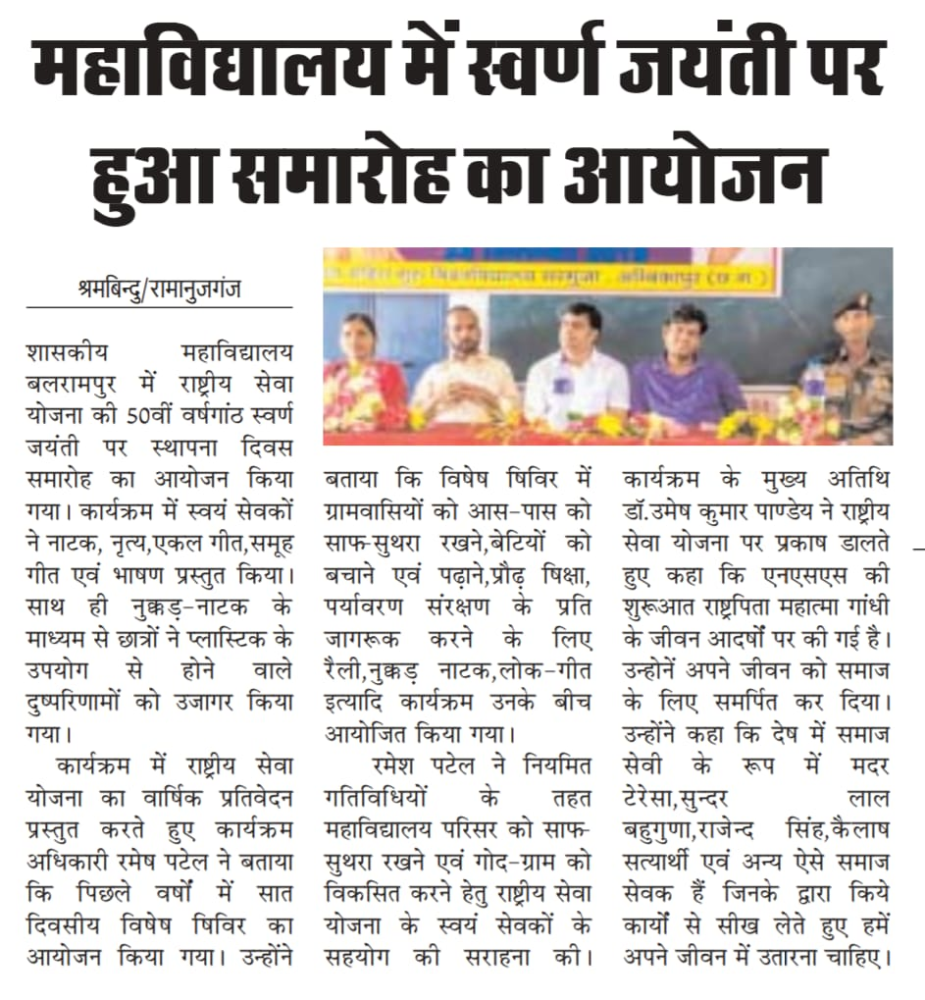 महाविद्यालय में स्वर्ण जयंती पर
हुआ समारोह का आयोजन
श्रमबिन्दु/रामानुजगंज
शासकीय महाविद्यालय
बलरामपुर में राष्ट्रीय सेवा
योजना की 50वीं वर्षगांठ स्वर्ण
जयंती पर स्थापना दिवस
समारोह का आयोजन किया
गया। कार्यक्रम में स्वयं सेवकों
ने नाटक, नृत्य,एकल गीत,समूह
गीत एवं भाषण प्रस्तुत किया।
साथ ही नुक्कड़-नाटक के
माध्यम से छात्रों ने प्लास्टिक के
उपयोग से होने वाले
दुष्परिणामों को उजागर किया
गया।
कार्यक्रम में राष्ट्रीय सेवा
योजना का वार्षिक प्रतिवेदन
प्रस्तुत करते हुए कार्यक्रम
अधिकारी रमेष पटेल ने बताया
कि पिछले वर्षों में सात
दिवसीय विषेष षिविर का
आयोजन किया गया। उन्होंने
विश्वविद्यालय सरगुजा, अम्बिकापुर (छ.ग.)
बताया कि विषेष षिविर में
ग्रामवासियों को आस-पास को
साफ-सुथरा रखने,बेटियों को
बचाने एवं पढ़ाने,प्रौढ़ षिक्षा,
पर्यावरण संरक्षण के प्रति
जागरूक करने के लिए
रैली,नुक्कड़ नाटक,लोक-गीत
इत्यादि कार्यक्रम उनके बीच
आयोजित किया गया।
रमेश पटेल ने नियमित
गतिविधियों के तहत
महाविद्यालय परिसर को साफ-
सुथरा रखने एवं गोद-ग्राम को
विकसित करने हेतु राष्ट्रीय सेवा
योजना के स्वयं सेवकों के
सहयोग की सराहना की।
कार्यक्रम के मुख्य अतिथि
डॉ.उमेष कुमार पाण्डेय ने राष्ट्रीय
सेवा योजना पर प्रकाष डालते
हुए कहा कि एनएसएस की
शुरूआत राष्ट्रपिता महात्मा गांधी
के जीवन आदर्षों पर की गई है।
उन्होनें अपने जीवन को समाज
के लिए समर्पित कर दिया।
उन्होंने कहा कि देष में समाज
सेवी के रूप में मदर
टेरेसा,सुन्दर लाल
बहुगुणा,राजेन्द सिंह,कैलाष
सत्यार्थी एवं अन्य ऐसे समाज
सेवक हैं जिनके द्वारा किये
कार्यों से सीख लेते हुए हमें
अपने जीवन में उतारना चाहिए।